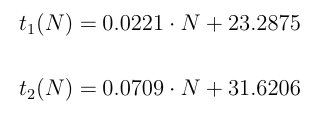 t₁(N) = 0.0221 · N + 23.2875
t₂(N) = 0.0709 · N + 31.6206